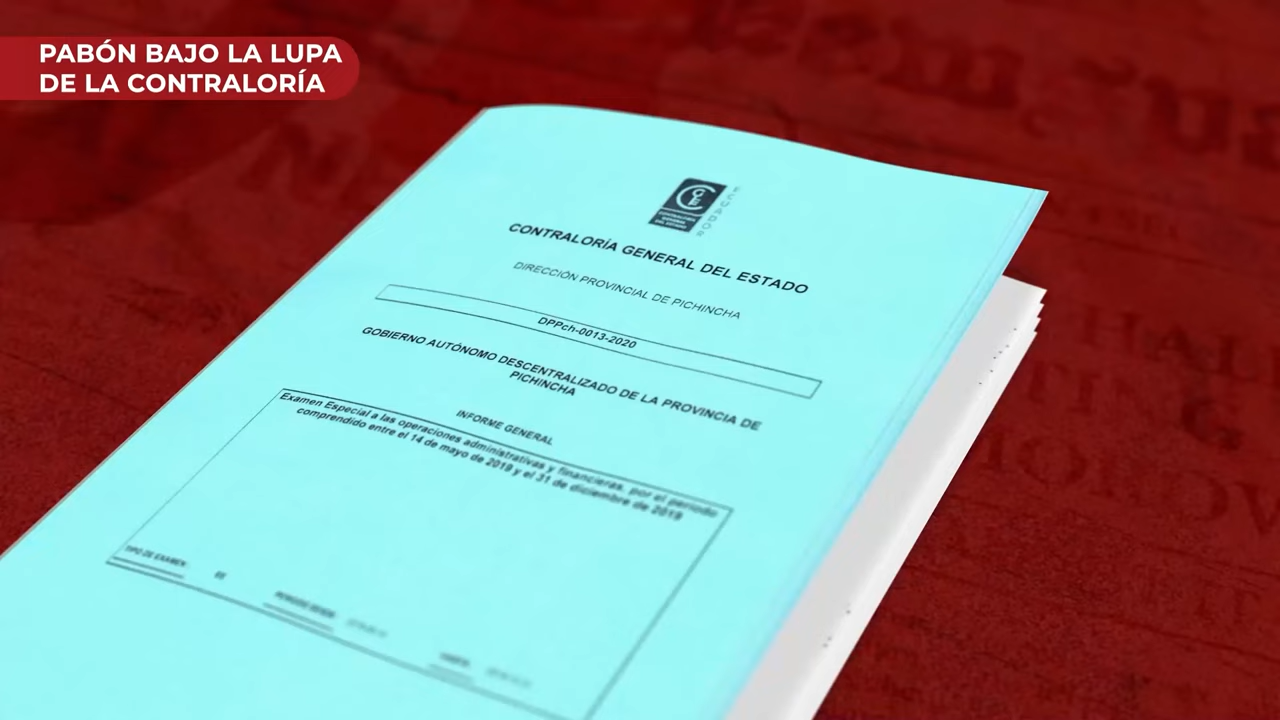 PABÓN BAJO LA LUPA
DE LA CONTRALORÍA
ECUADOR
CONTRALORÍA GENERAL DEL ESTADO
DIRECCIÓN PROVINCIAL DE PICHINCHA
DPPch-0013-2020
GOBIERNO AUTÓNOMO DESCENTRALIZADO DE LA PROVINCIA DE
PICHINCHA
INFORME GENERAL
Examen Especial a las operaciones administrativas y financieras, por el periodo
comprendido entre el 14 de mayo de 2019 y el 31 de diciembre de 2019
TIPO DE EXAMEN: